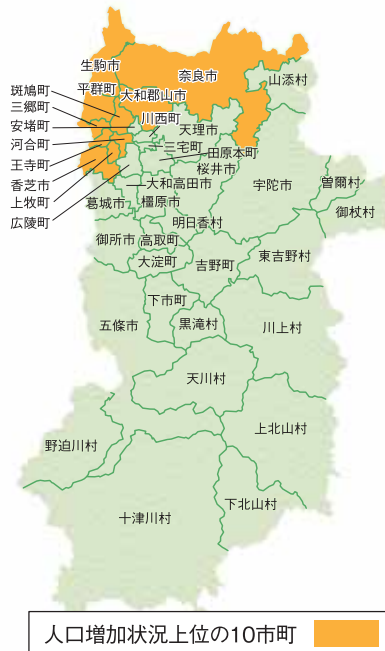 生駒市
奈良市
山添村
平群町
斑鳩町
大和郡山市
三郷町
川西町
安堵町
天理市
河合町
三宅町
田原本町
王寺町
桜井市
香芝市
大和高田市
宇陀市
曽爾村
上牧町
葛城市
橿原市
御杖村
広陵町
明日香村
御所市
高取町
大淀町
吉野町
東吉野村
下市町
五條市
黒滝村
川上村
天川村
上北山村
野迫川村
下北山村
十津川村
人口増加状況上位の10市町